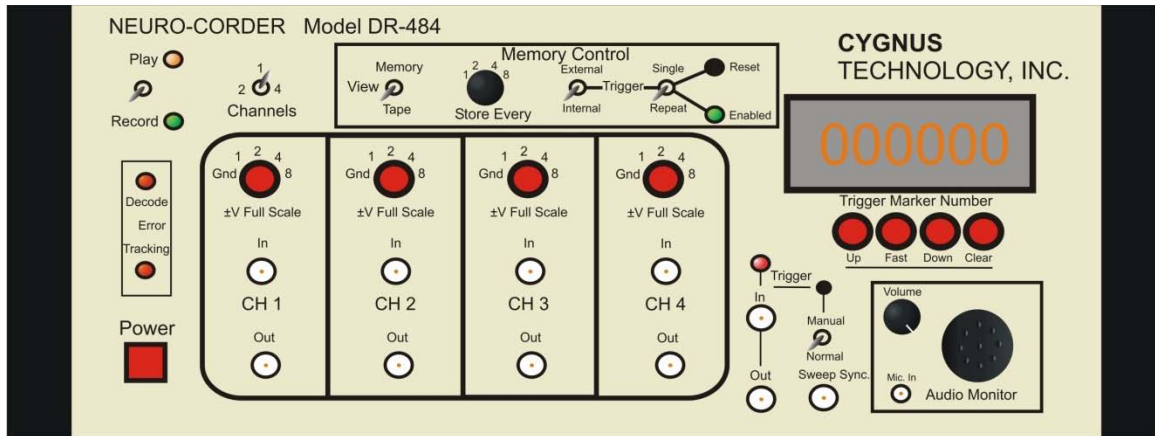 NEURO-CORDER Model DR-484
Play
Record
1
2 4
Channels
Memory Control
Memory
View
Tape
1 2 4 8
Store Every
External
Trigger
Internal
Single
Repeat
Reset
Enabled
CYGNUS
TECHNOLOGY, INC.
000000
Trigger Marker Number
Up Fast Down Clear
Decode
Error
Tracking
Power
Gnd 1 2 4 8
±V Full Scale
In
CH 1
Out
Gnd 1 2 4 8
±V Full Scale
In
CH 2
Out
Gnd 1 2 4 8
±V Full Scale
In
CH 3
Out
Gnd 1 2 4 8
±V Full Scale
In
CH 4
Out
Trigger
In
Out
Manual
Normal
Sweep Sync.
Volume
Mic. In
Audio Monitor